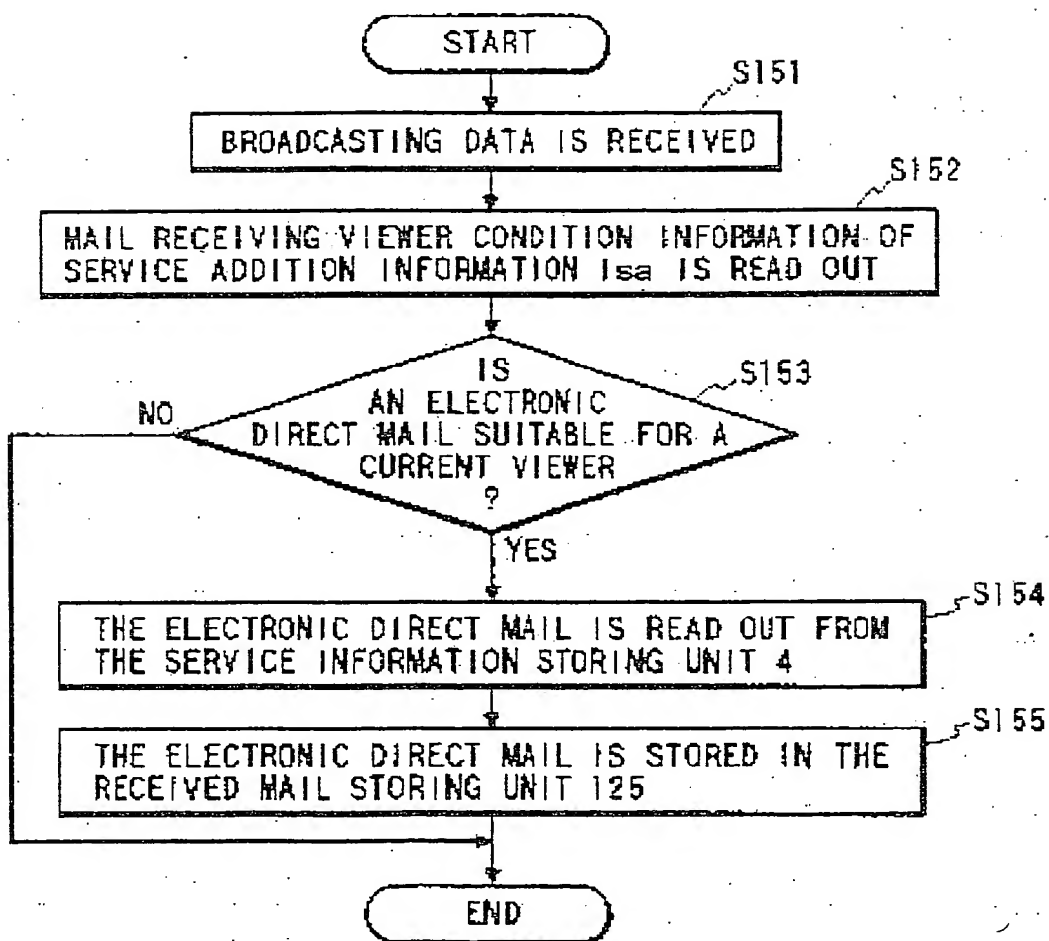 START
S151
BROADCASTING DATA IS RECEIVED
S152
MAIL RECEIVING VIEWER CONDITION INFORMATION OF
SERVICE ADDITION INFORMATION Isa IS READ OUT
S153
IS
AN ELECTRONIC
DIRECT MAIL SUITABLE FOR A
CURRENT VIEWER
?
NO
YES
S154
THE ELECTRONIC DIRECT MAIL IS READ OUT FROM
THE SERVICE INFORMATION STORING UNIT 4
S155
THE ELECTRONIC DIRECT MAIL IS STORED IN THE
RECEIVED MAIL STORING UNIT 125
END